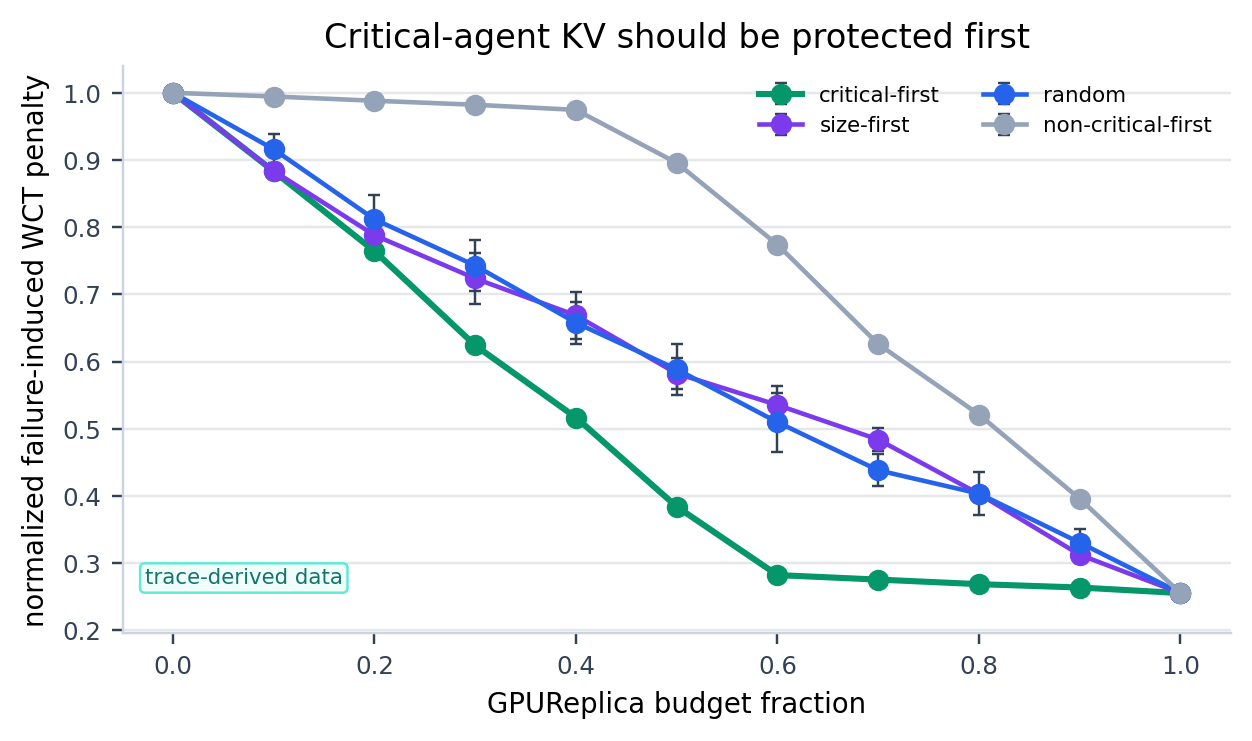 Critical-agent KV should be protected first
normalized failure-induced WCT penalty
1.0
0.9
0.8
0.7
0.6
0.5
0.4
0.3
0.2
critical-first
size-first
random
non-critical-first
trace-derived data
0.0
0.2
0.4
0.6
0.8
1.0
GPUReplica budget fraction